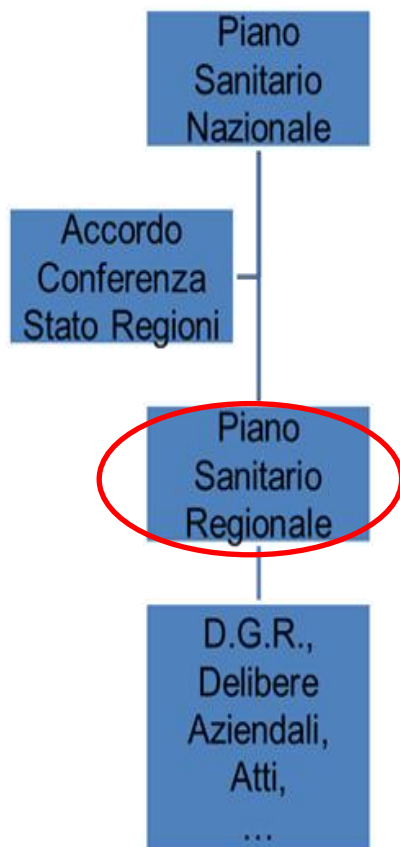 Piano
Sanitario
Nazionale
Accordo
Conferenza
Stato Regioni
Piano
Sanitario
Regionale
D.G.R.,
Delibere
Aziendali,
Atti,
...